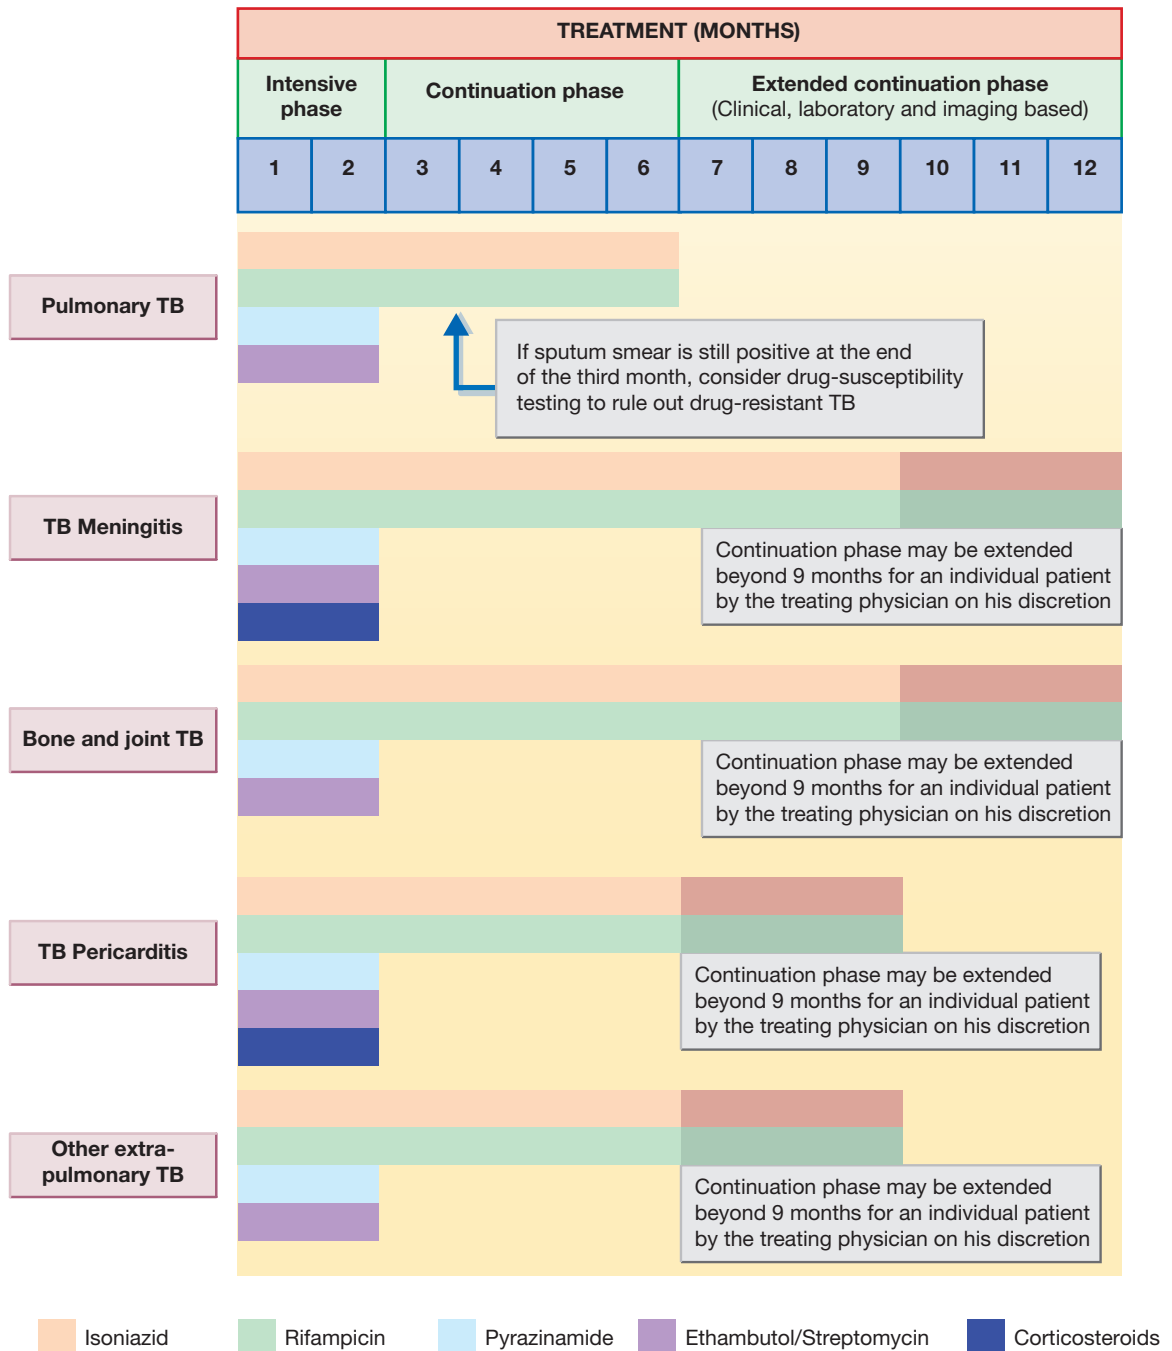 TREATMENT (MONTHS)
Intensive
phase
Continuation phase
Extended continuation phase
(Clinical, laboratory and imaging based)
1 2 3 4 5 6 7 8 9 10 11 12
Pulmonary TB
If sputum smear is still positive at the end
of the third month, consider drug-susceptibility
testing to rule out drug-resistant TB
TB Meningitis
Continuation phase may be extended
beyond 9 months for an individual patient
by the treating physician on his discretion
Bone and joint TB
Continuation phase may be extended
beyond 9 months for an individual patient
by the treating physician on his discretion
TB Pericarditis
Continuation phase may be extended
beyond 9 months for an individual patient
by the treating physician on his discretion
Other extra-
pulmonary TB
Continuation phase may be extended
beyond 9 months for an individual patient
by the treating physician on his discretion
Isoniazid Rifampicin Pyrazinamide Ethambutol/Streptomycin Corticosteroids